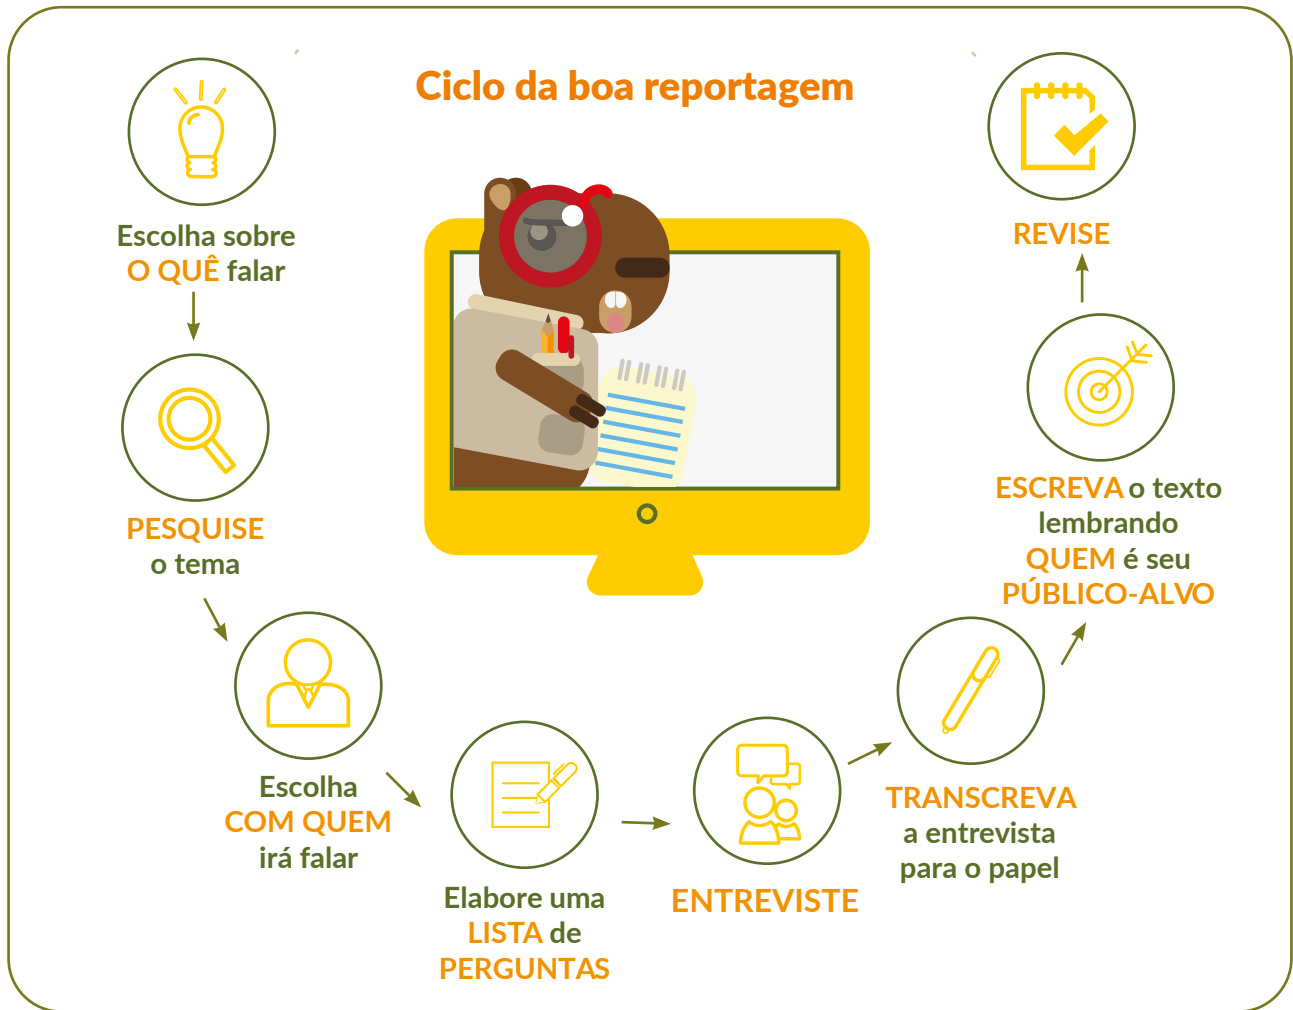 Ciclo da boa reportagem
Escolha sobre
O QUÊ falar
PESQUISE
o tema
Escolha
COM QUEM
irá falar
Elabore uma
LISTA de
PERGUNTAS
ENTREVISTE
TRANSCREVA
a entrevista
para o papel
ESCREVA o texto
lembrando
QUEM é seu
PÚBLICO-ALVO
REVISE